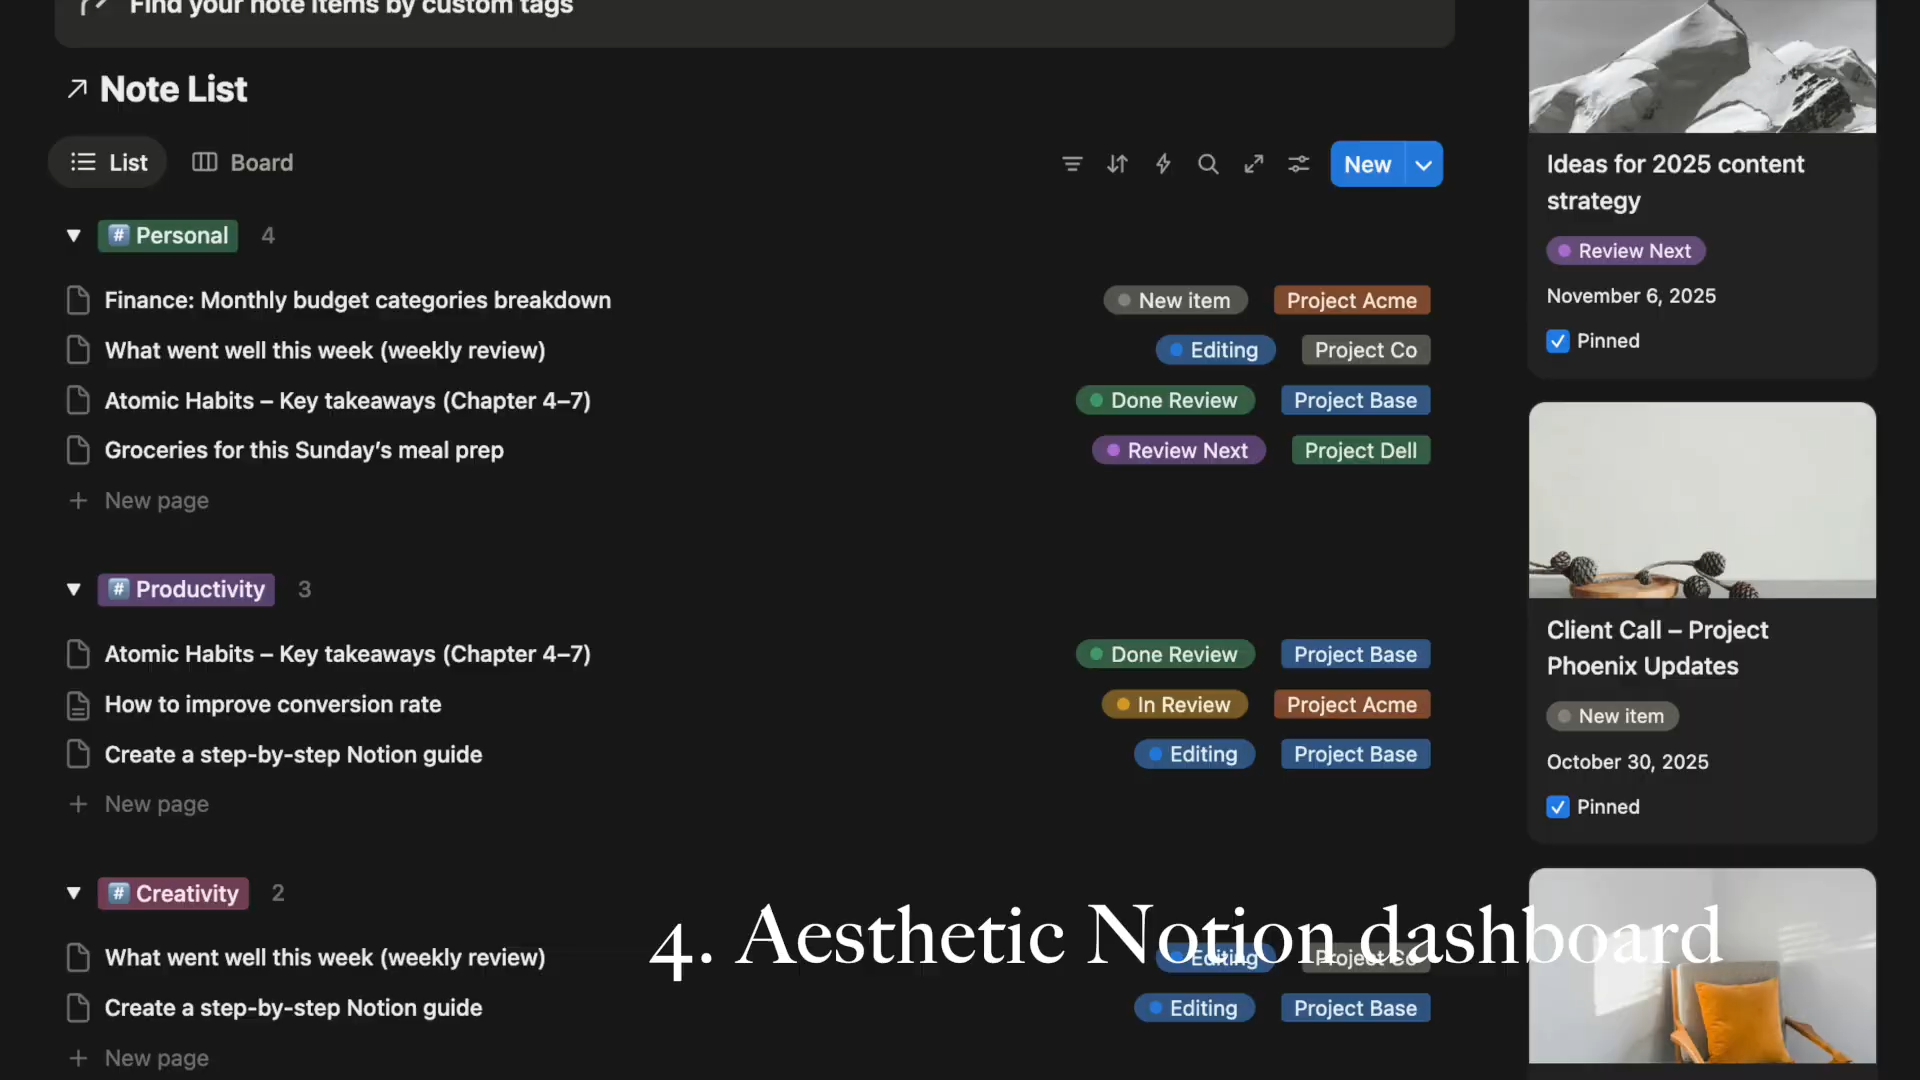 Find your note items by custom tags
Note List
List
Board
New
# Personal 4
Finance: Monthly budget categories breakdown
New item
Project Acme
What went well this week (weekly review)
Editing
Project Co
Atomic Habits – Key takeaways (Chapter 4–7)
Done Review
Project Base
Groceries for this Sunday’s meal prep
Review Next
Project Dell
New page
# Productivity 3
Atomic Habits – Key takeaways (Chapter 4–7)
Done Review
Project Base
How to improve conversion rate
In Review
Project Acme
Create a step-by-step Notion guide
Editing
Project Base
New page
# Creativity 2
What went well this week (weekly review)
Editing
Project Co
Create a step-by-step Notion guide
Editing
Project Base
New page
Ideas for 2025 content
strategy
Review Next
November 6, 2025
Pinned
Client Call – Project
Phoenix Updates
New item
October 30, 2025
Pinned
4. Aesthetic Notion dashboard